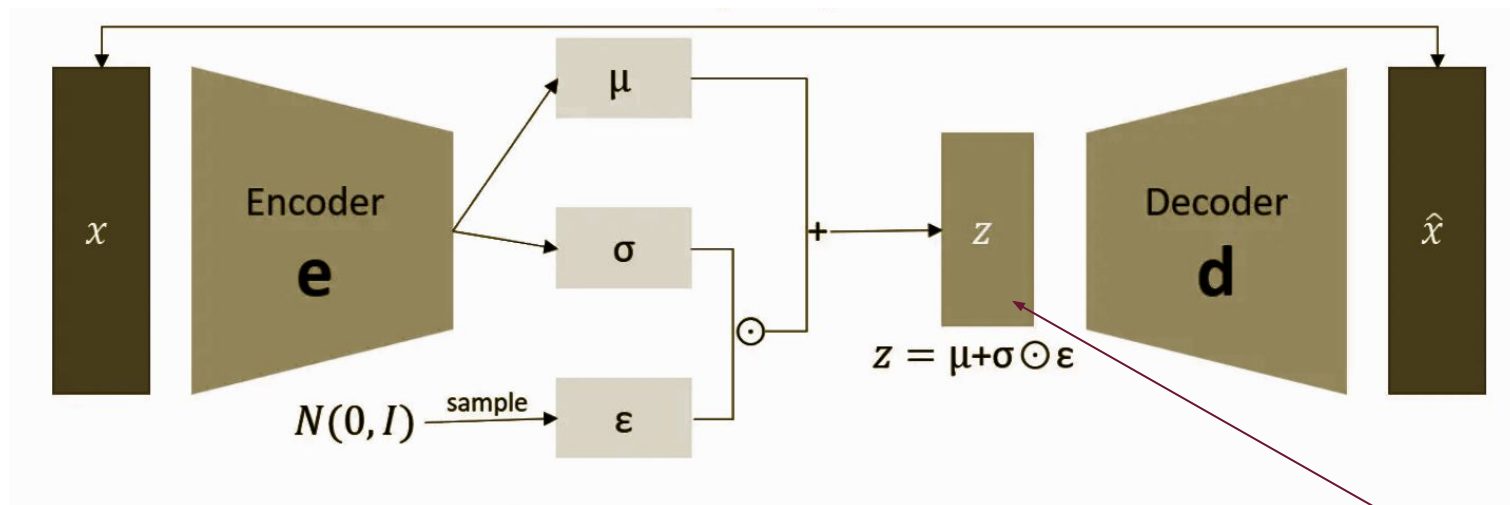 x
Encoder
e
μ
σ
ε
N(0, I)
sample
⊙
+
z
z = μ+σ⊙ε
Decoder
d
x̂